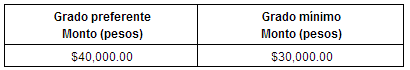 Grado preferente Grado mínimo
Monto (pesos) Monto (pesos)
$40,000.00 $30,000.00